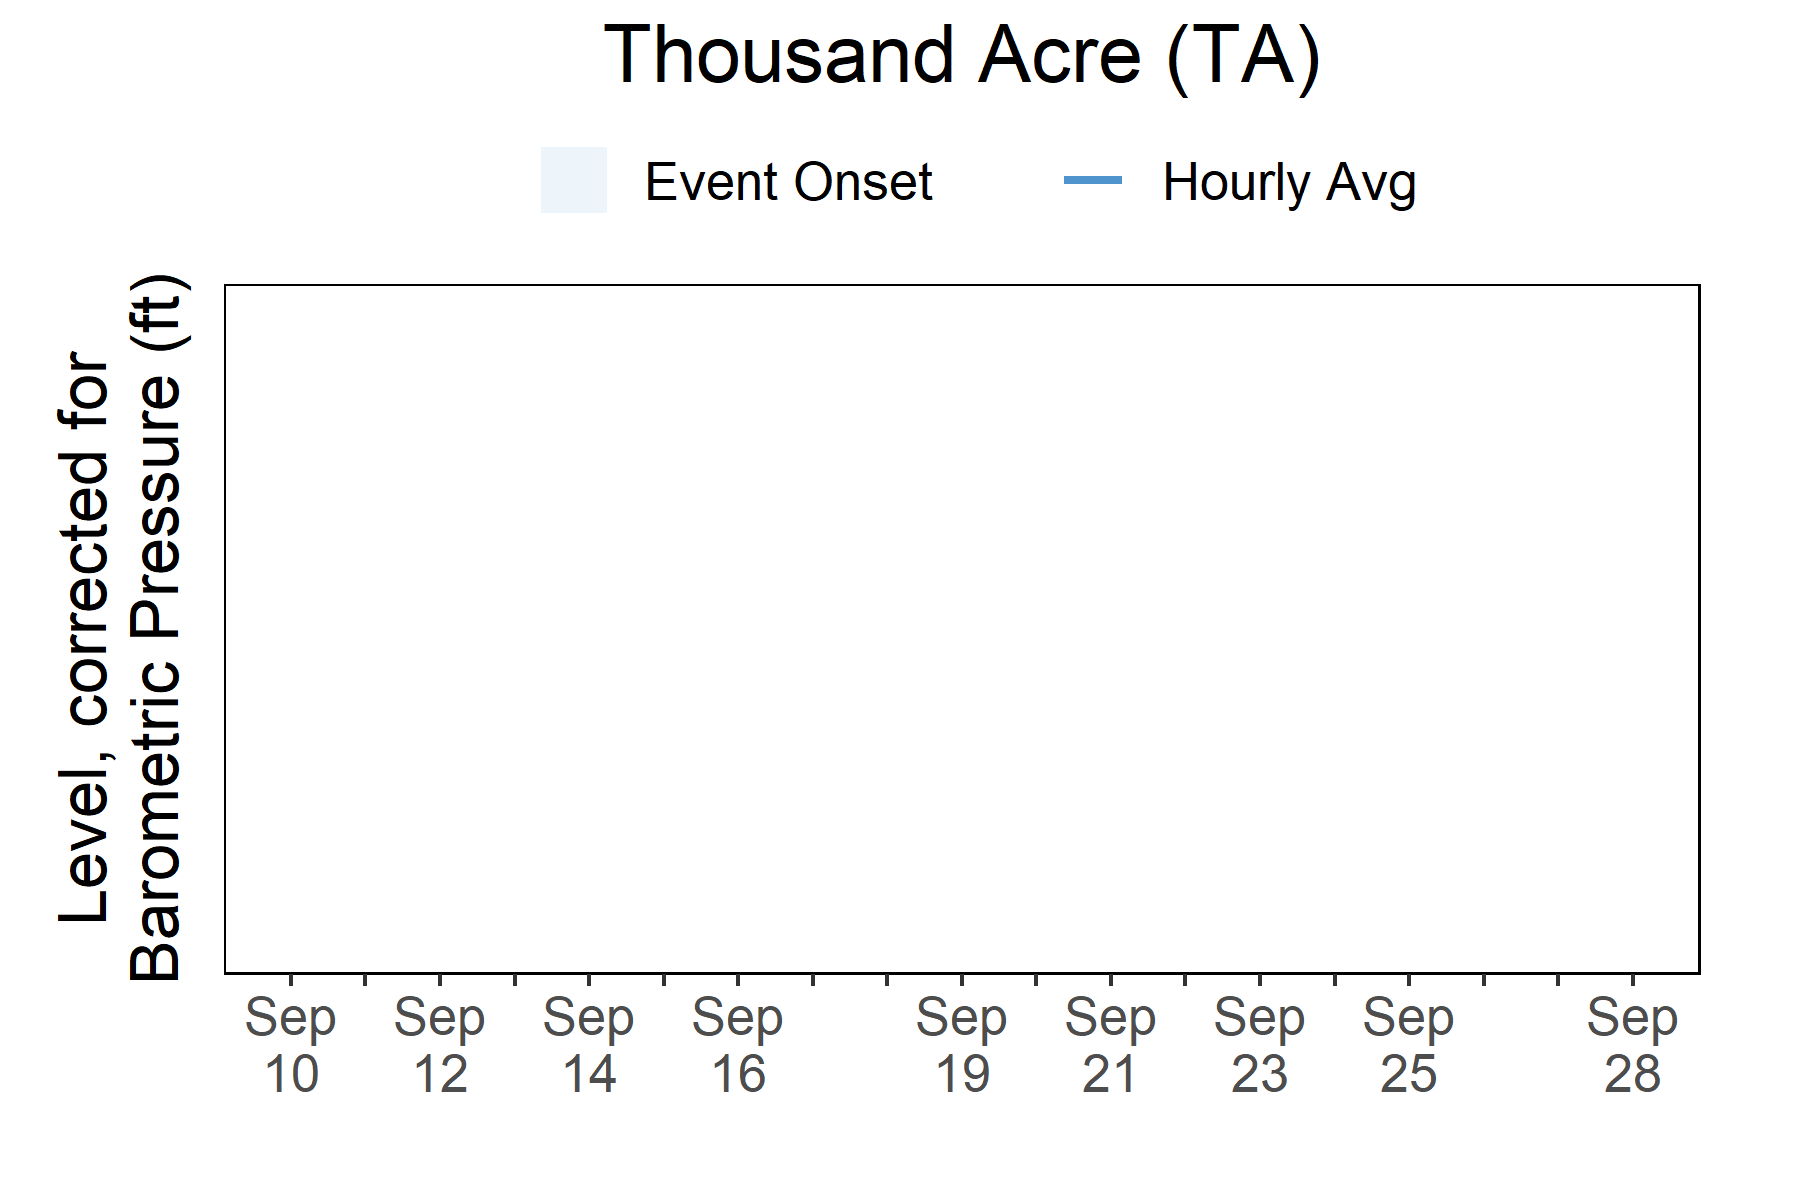 Thousand Acre (TA)
Event Onset
Hourly Avg
Level, corrected for
Barometric Pressure (ft)
Sep
10
Sep
12
Sep
14
Sep
16
Sep
19
Sep
21
Sep
23
Sep
25
Sep
28